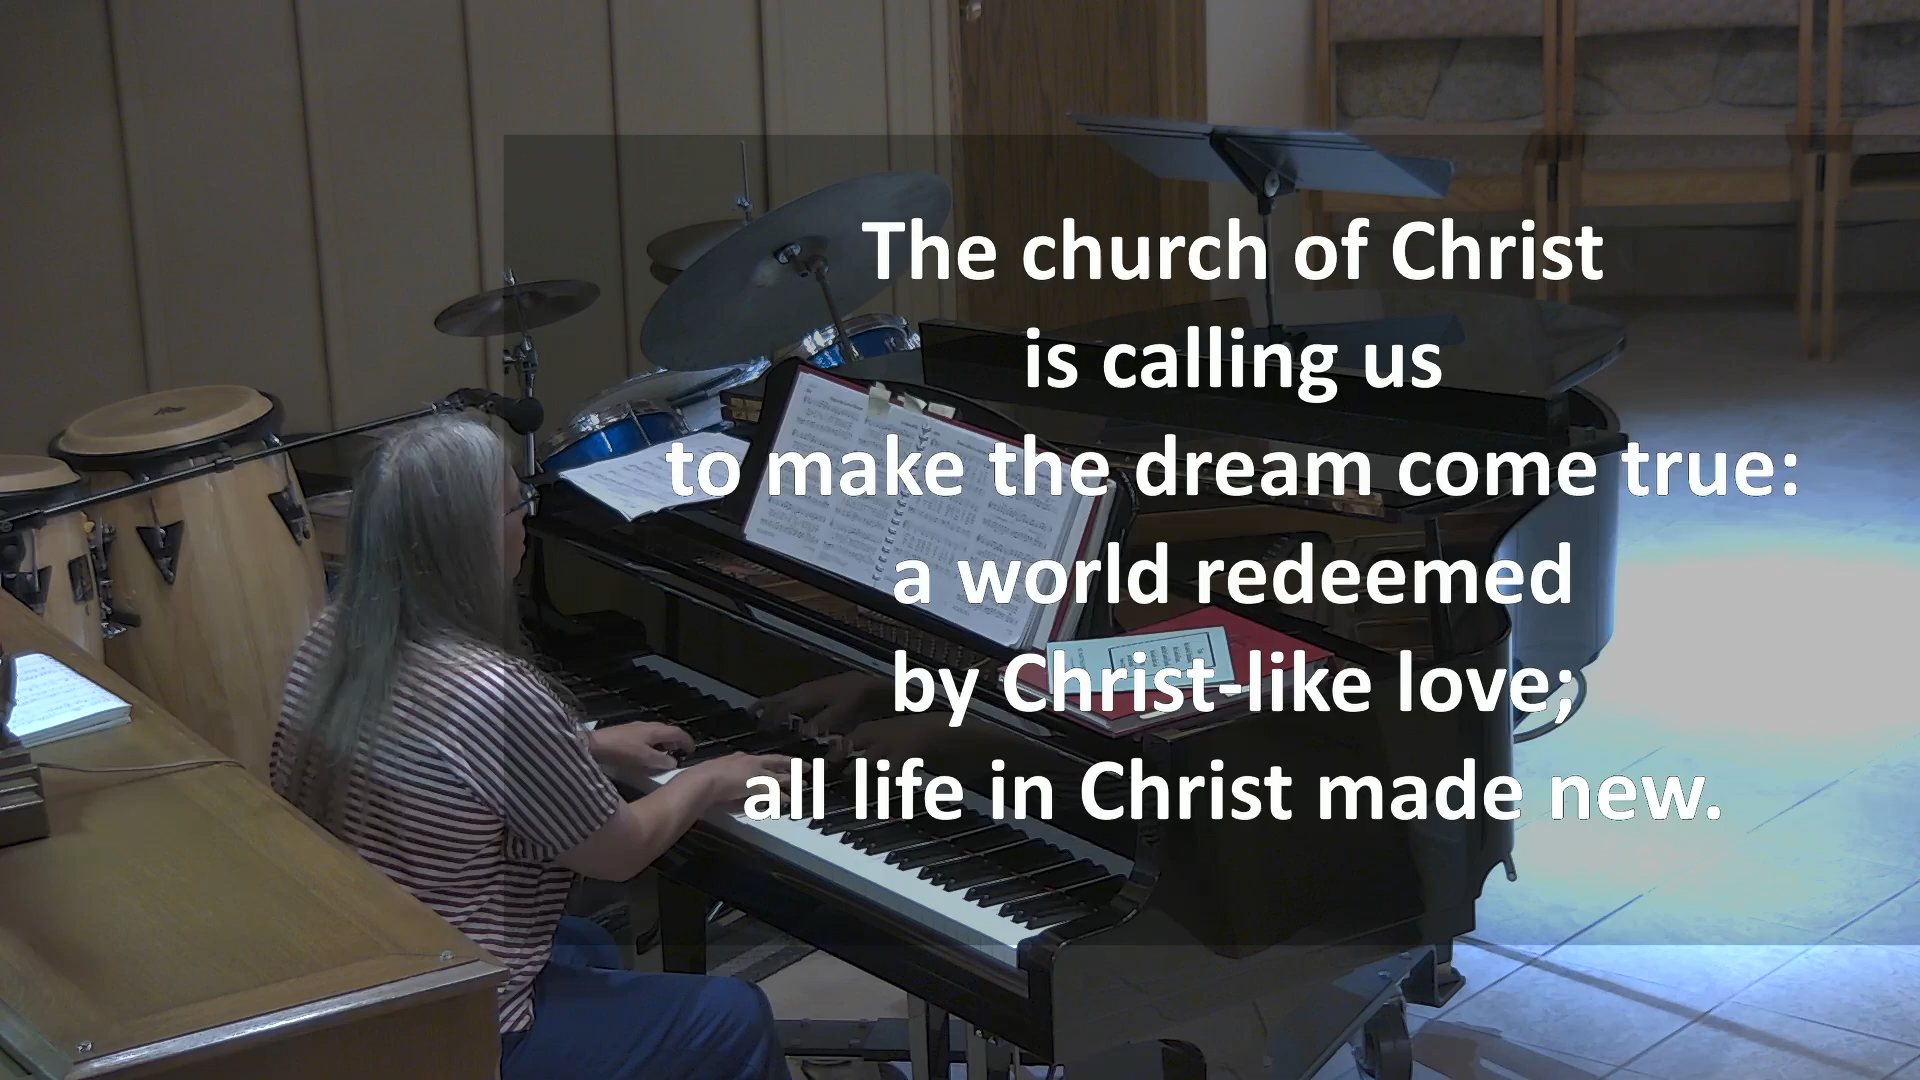 The church of Christ
is calling us
to make the dream come true:
a world redeemed
by Christ-like love;
all life in Christ made new.